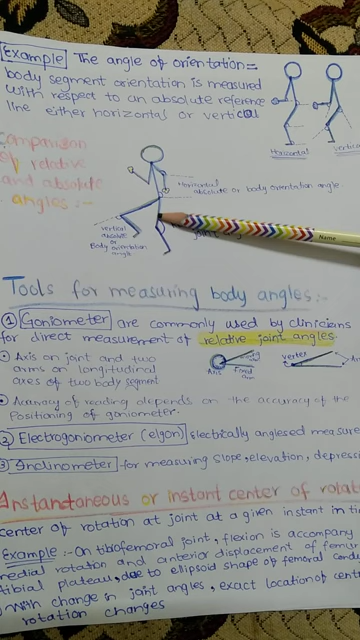 Example The angle of orientation=
body segment orientation is measured
with respect to an absolute reference
line either horizontal or vertical
Horizontal
vertical
Comparison
of relative
and absolute
angles:-
Horizontal
absolute or body orientation angle
vertical
absolute
or
Body orientation
angle
joint angle
Name
Tools for measuring body angles:-
① Goniometer are commonly used by clinicians
for direct measurement of relative joint angles.
Axis on joint and two
arms on longitudinal
axes of two body segment
Axis
Fixed
arm
verter
Accuracy of reading depends on the accuracy of the
Positioning of goniometer.
② Electrogoniometer (elgon) Electrically anglesed measure
③ Inclinometer for measuring slope, elevation, depress
Instantaneous or instant center of rotat
center of rotation at joint at a given instant in ti
Example :- On tibiofemoral joint, flexion is accompany
medial rotation and anterior displacement of femur
tibial plateau, due to ellipsoid shape of femoral cond
with change in joint angles, exact location of cent
rotation changes